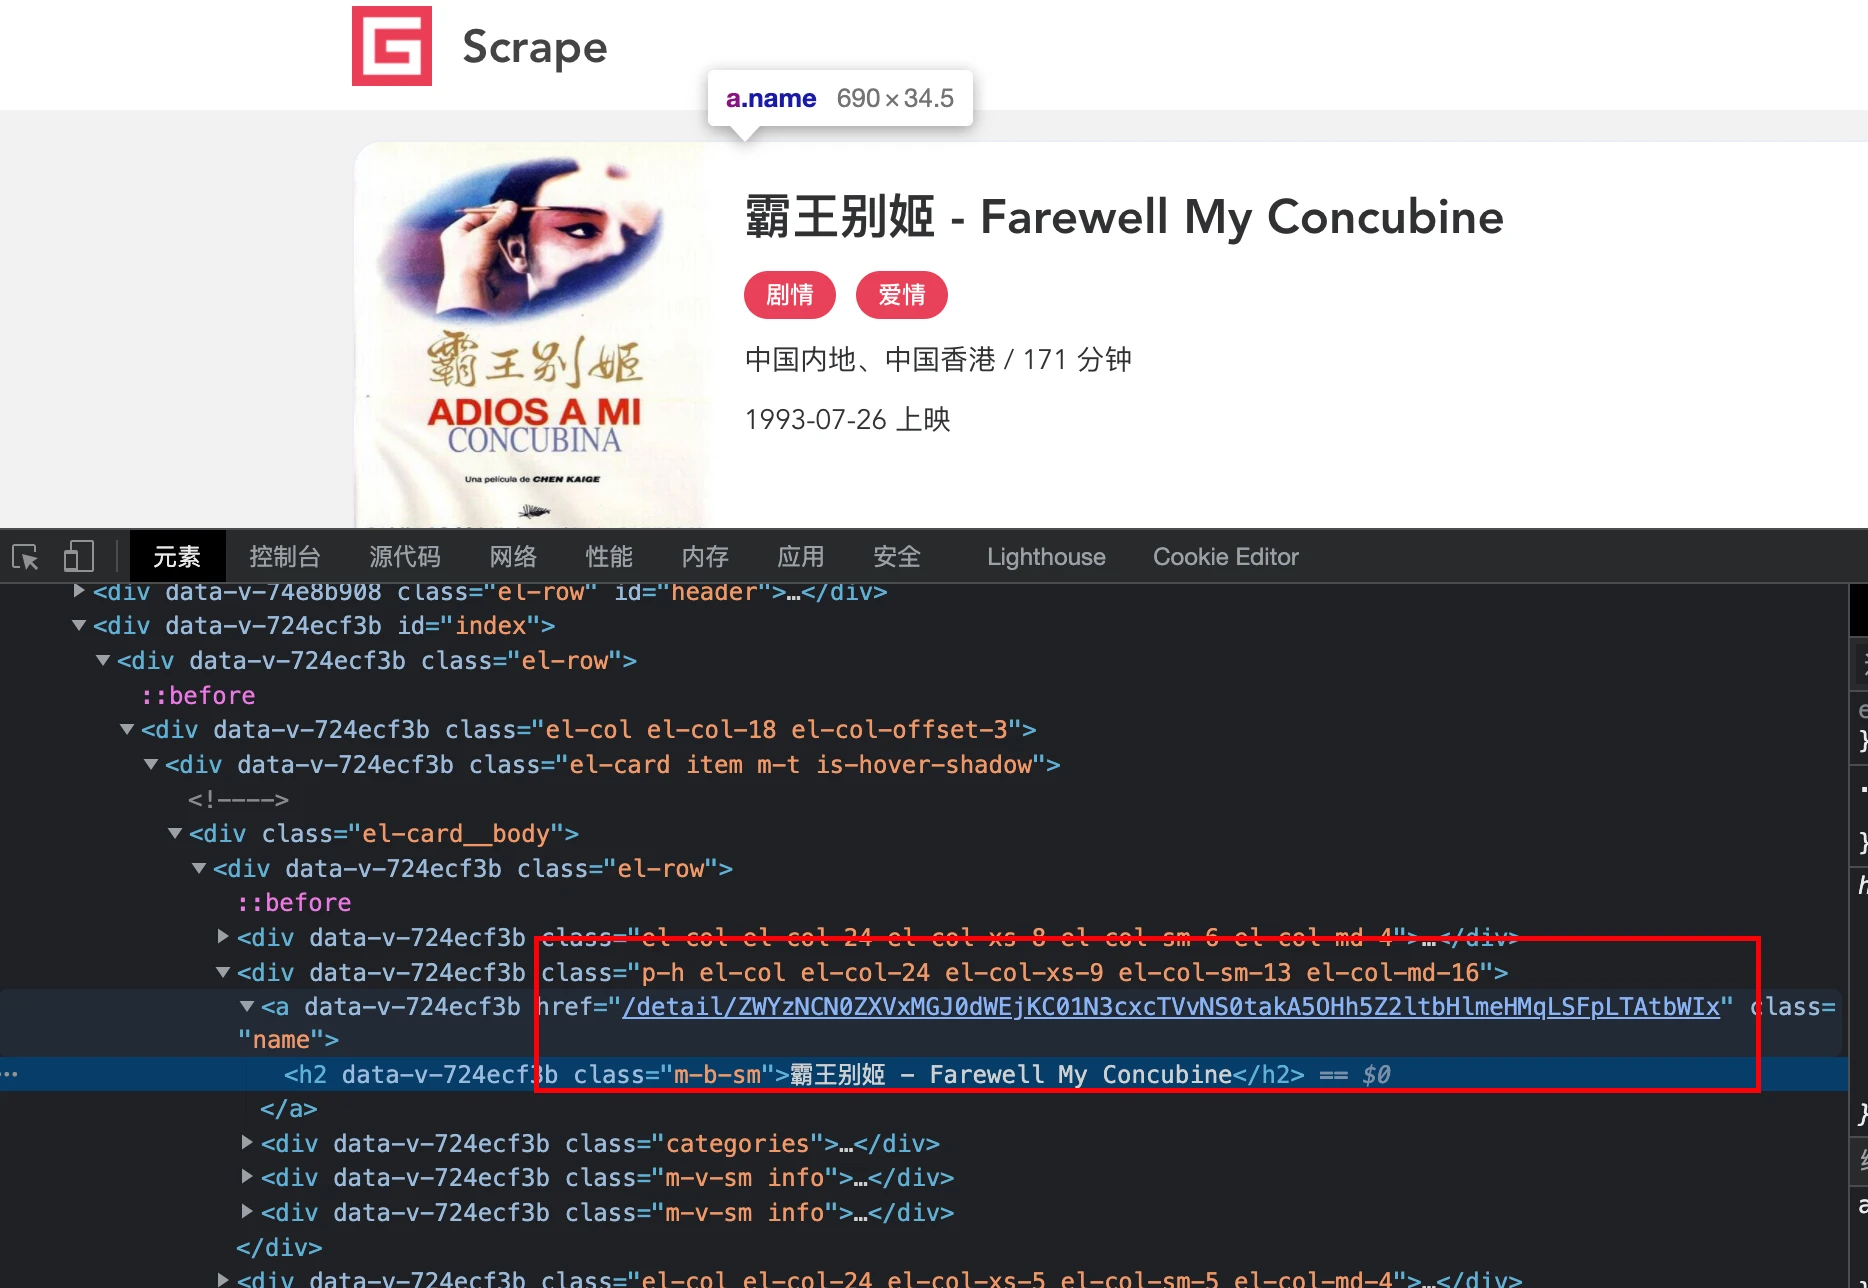 Scrape
a.name 690 × 34.5
霸王别姬 - Farewell My Concubine
剧情 爱情
中国内地、中国香港 / 171 分钟
1993-07-26 上映
霸王别姬
ADIOS A MI
CONCUBINA
Una película de CHEN KAIGE
元素 控制台 源代码 网络 性能 内存 应用 安全 Lighthouse Cookie Editor
<div data-v-74e8b908 class="el-row" id="header">…</div>
<div data-v-724ecf3b id="index">
<div data-v-724ecf3b class="el-row">
::before
<div data-v-724ecf3b class="el-col el-col-18 el-col-offset-3">
<div data-v-724ecf3b class="el-card item m-t is-hover-shadow">
<!---->
<div class="el-card__body">
<div data-v-724ecf3b class="el-row">
::before
<div data-v-724ecf3b class="el-col el-col-24 el-col-xs-8 el-col-sm-6 el-col-md-4">…</div>
<div data-v-724ecf3b class="p-h el-col el-col-24 el-col-xs-9 el-col-sm-13 el-col-md-16">
<a data-v-724ecf3b href="/detail/ZWYzNCN0ZXVxMGJ0dWEjKC01N3cxcTVvNS0takA5OHh5Z2ltbHlmeHMqLSFpLTAtbWIx" class=
"name">
<h2 data-v-724ecf3b class="m-b-sm">霸王别姬 - Farewell My Concubine</h2> == $0
</a>
<div data-v-724ecf3b class="categories">…</div>
<div data-v-724ecf3b class="m-v-sm info">…</div>
<div data-v-724ecf3b class="m-v-sm info">…</div>
</div>
<div data-v-724ecf3b class="el-col el-col-24 el-col-xs-5 el-col-sm-5 el-col-md-4">…</div>